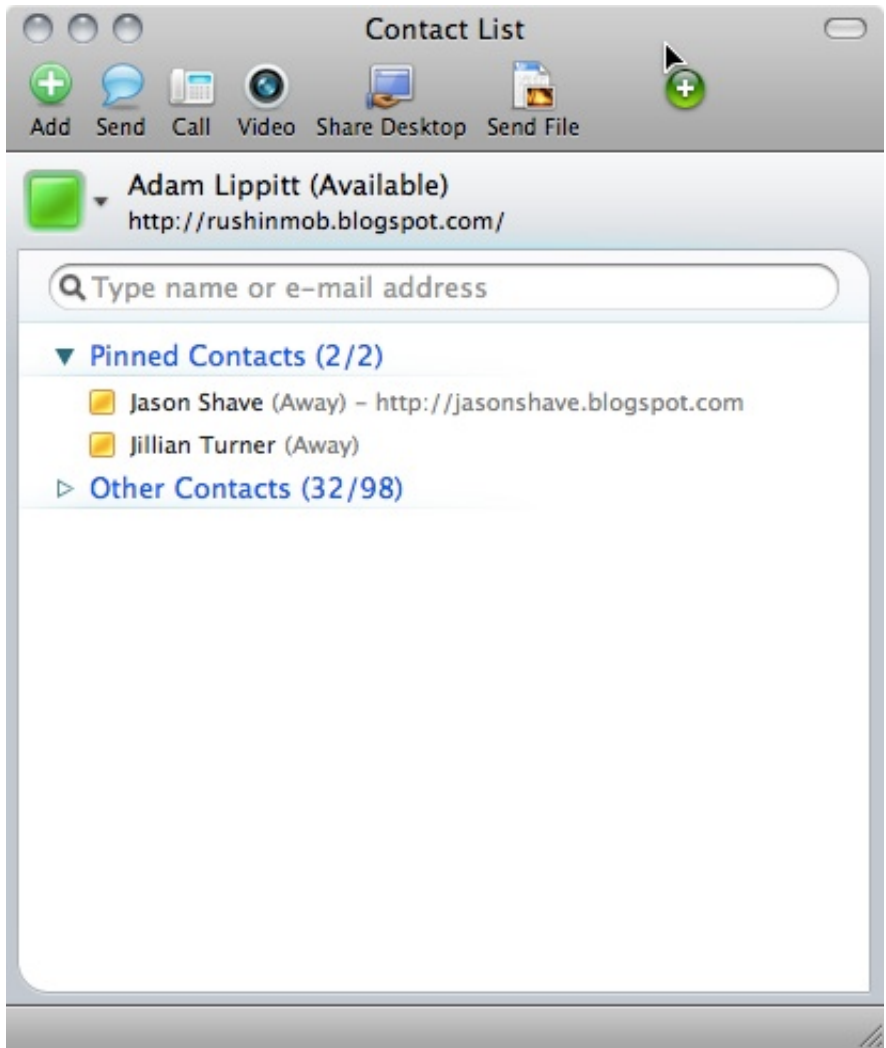 Contact List
Add Send Call Video Share Desktop Send File
Adam Lippitt (Available)
http://rushinmob.blogspot.com/
Type name or e-mail address
Pinned Contacts (2/2)
Jason Shave (Away) – http://jasonshave.blogspot.com
Jillian Turner (Away)
Other Contacts (32/98)